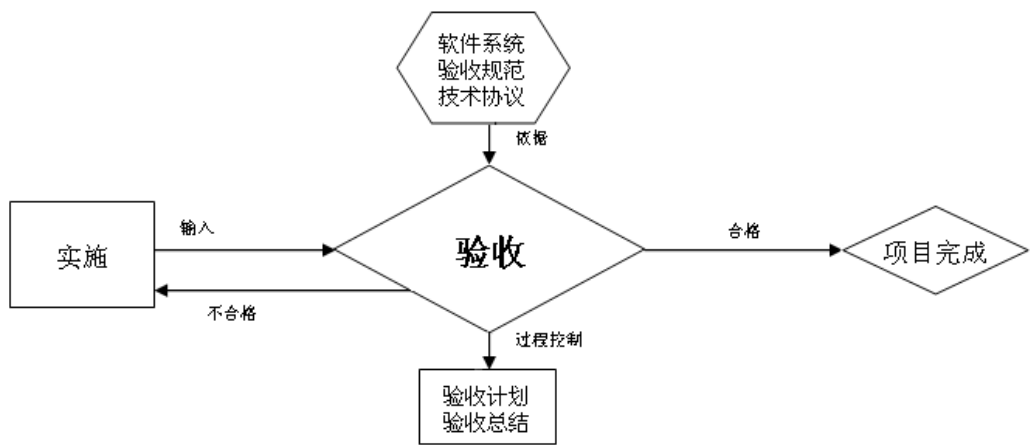 软件系统
验收规范
技术协议
依据
输入
合格
实施
验收
项目完成
不合格
过程控制
验收计划
验收总结